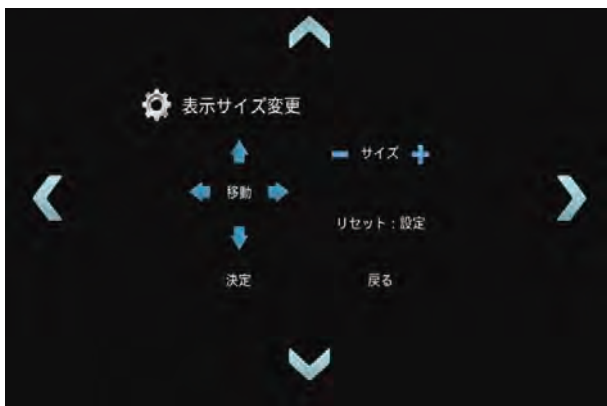 表示サイズ変更
− サイズ +
移動
リセット：設定
決定
戻る